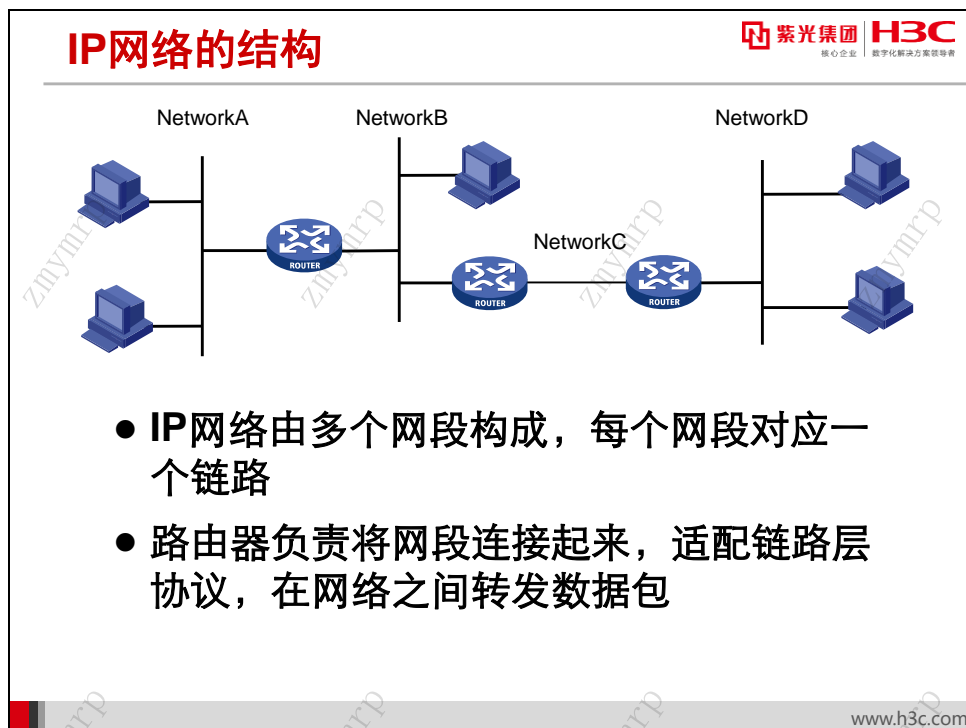 IP网络的结构
紫光集团 H3C
核心企业 数字化解决方案领导者
NetworkA NetworkB NetworkD
NetworkC
ROUTER
ROUTER
ROUTER
IP网络由多个网段构成，每个网段对应一
个链路
路由器负责将网段连接起来，适配链路层
协议，在网络之间转发数据包
zmymrp
zmymrp
zmymrp
zmymrp
www.h3c.com